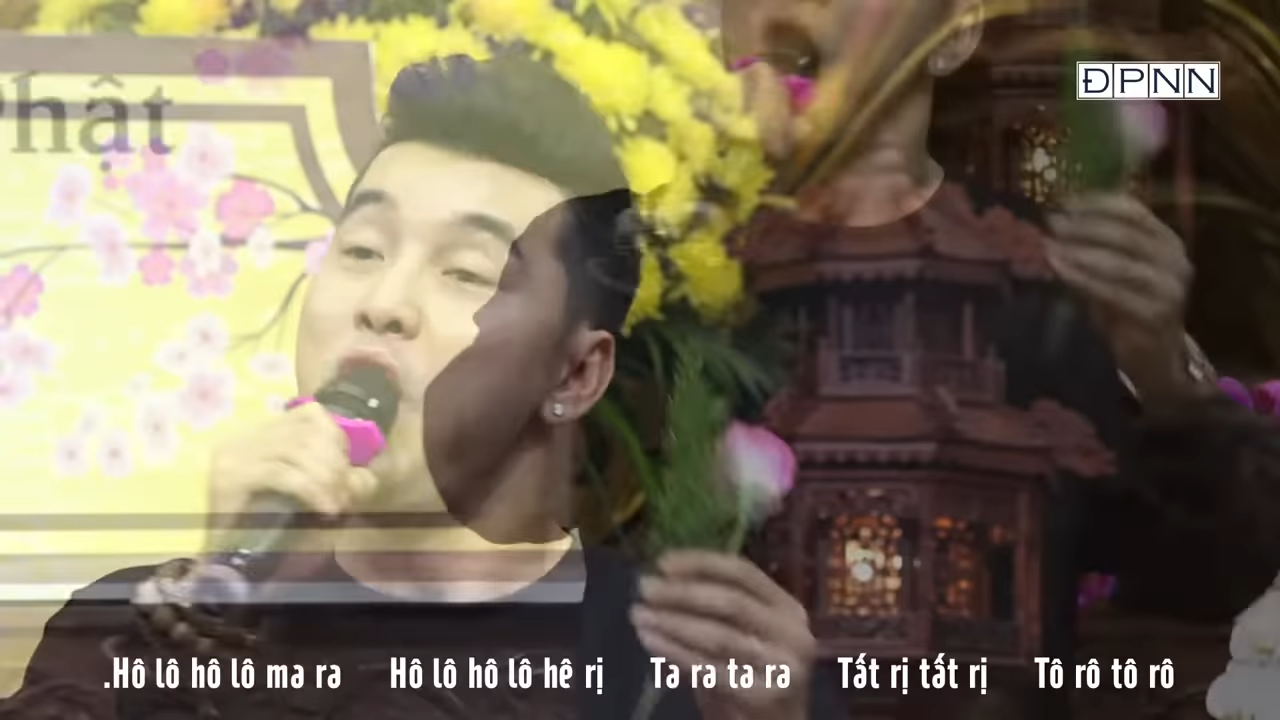 Phật
ĐPNN
.Hô lô hô lô ma ra Hô lô hô lô hê rị Ta ra ta ra Tất rị tất rị Tô rô tô rô